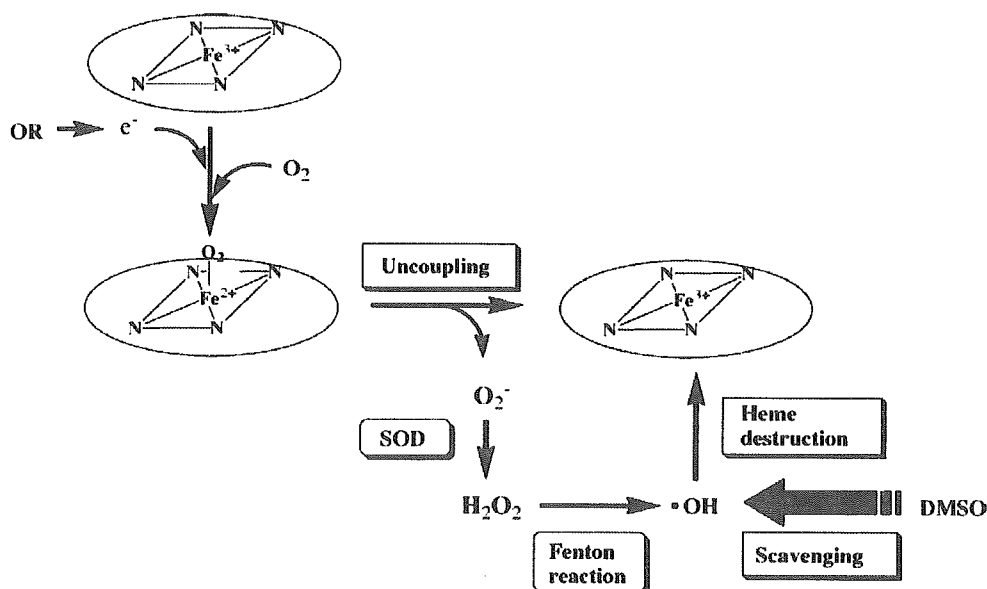 N N
Fe³⁺
N N
OR e⁻
O₂
O₂
N N
Fe²⁺
N N
Uncoupling
N N
Fe³⁺
N N
O₂⁻
SOD
Heme
destruction
H₂O₂ ·OH DMSO
Fenton
reaction
Scavenging